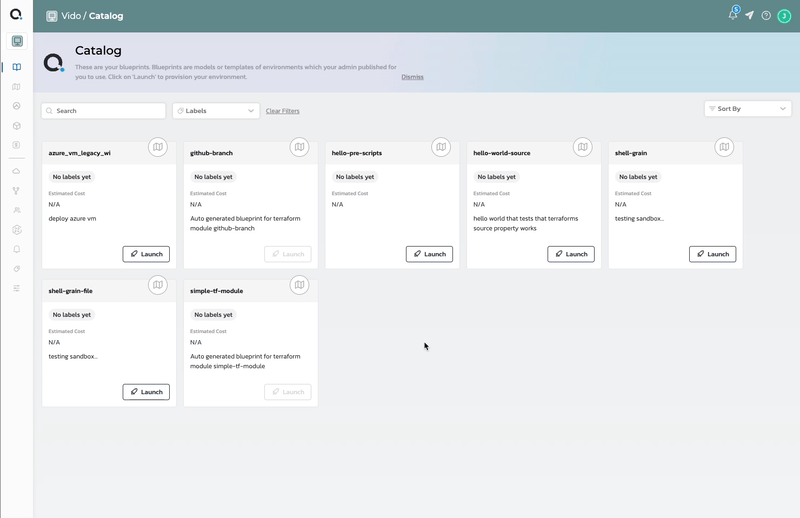 Vido / Catalog
5
J
Catalog
These are your blueprints. Blueprints are models or templates of environments which your admin published for
you to use. Click on 'Launch' to provision your environment.
Dismiss
Search
Labels
Clear Filters
Sort By
azure_vm_legacy_wi
No labels yet
Estimated Cost
N/A
deploy azure vm
Launch
github-branch
No labels yet
Estimated Cost
N/A
Auto generated blueprint for terraform
module github-branch
Launch
hello-pre-scripts
No labels yet
Estimated Cost
N/A
Launch
hello-world-source
No labels yet
Estimated Cost
N/A
hello world that tests that terraforms
source property works
Launch
shell-grain
No labels yet
Estimated Cost
N/A
testing sandbox...
Launch
shell-grain-file
No labels yet
Estimated Cost
N/A
testing sandbox...
Launch
simple-tf-module
No labels yet
Estimated Cost
N/A
Auto generated blueprint for terraform
module simple-tf-module
Launch